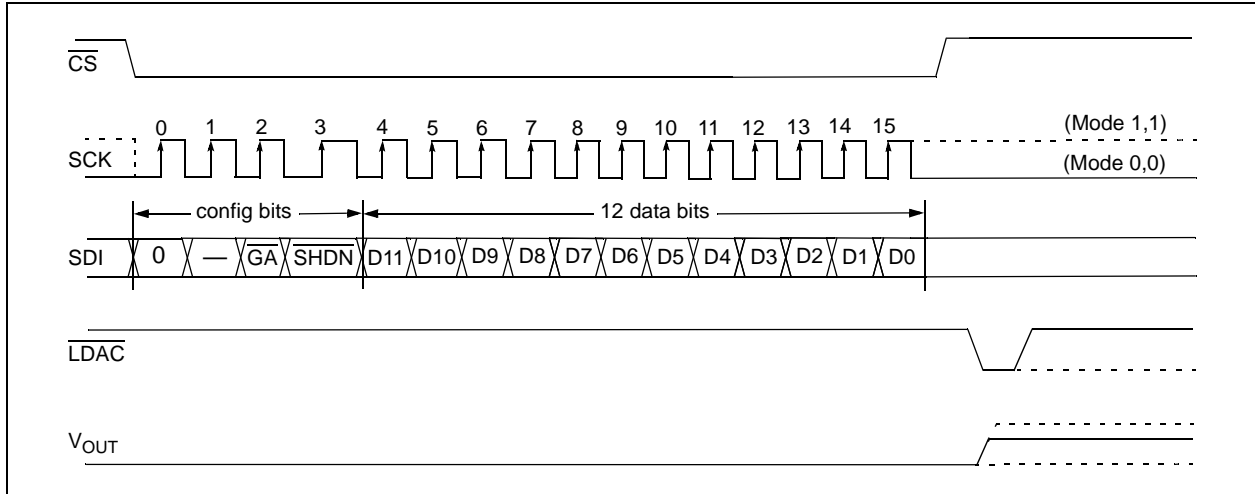 CS
0 1 2 3 4 5 6 7 8 9 10 11 12 13 14 15
(Mode 1,1)
SCK
(Mode 0,0)
config bits
12 data bits
SDI 0 — GA SHDN D11 D10 D9 D8 D7 D6 D5 D4 D3 D2 D1 D0
LDAC
VOUT